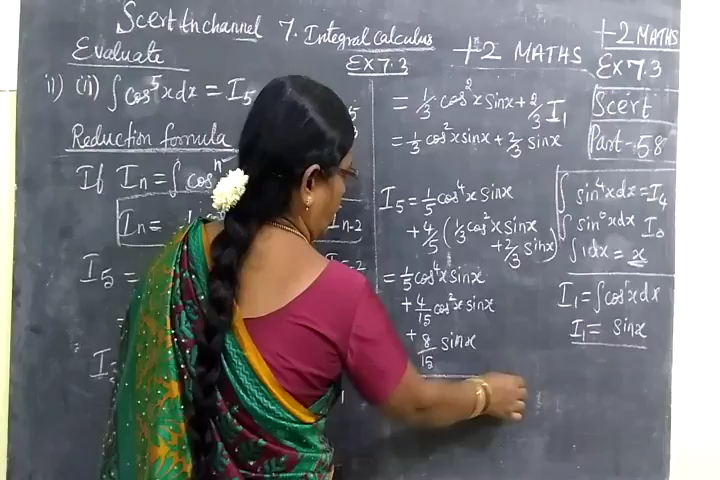 Scert tn channel 7. Integral calculus
+2 MATHS
+2 MATHS
Evaluate
EX 7.3
EX 7.3
ii) (ii) ∫ cos⁵x dx = I₅
Scert
Part-58
Reduction formula
If Iₙ = ∫ cosⁿ
Iₙ =
n-2
I₅ =
= 1/3 cos²x sinx + 2/3 I₁
= 1/3 cos²x sinx + 2/3 sinx
I₅ = 1/5 cos⁴x sinx
+ 4/5 (1/3 cos²x sinx
+ 2/3 sinx)
= 1/5 cos⁴x sinx
+ 4/15 cos²x sinx
+ 8/15 sinx
∫ sin⁴x dx = I₄
∫ sin⁰x dx I₀
∫ 1dx = x
I₁ = ∫ cos¹x dx
I₁ = sinx